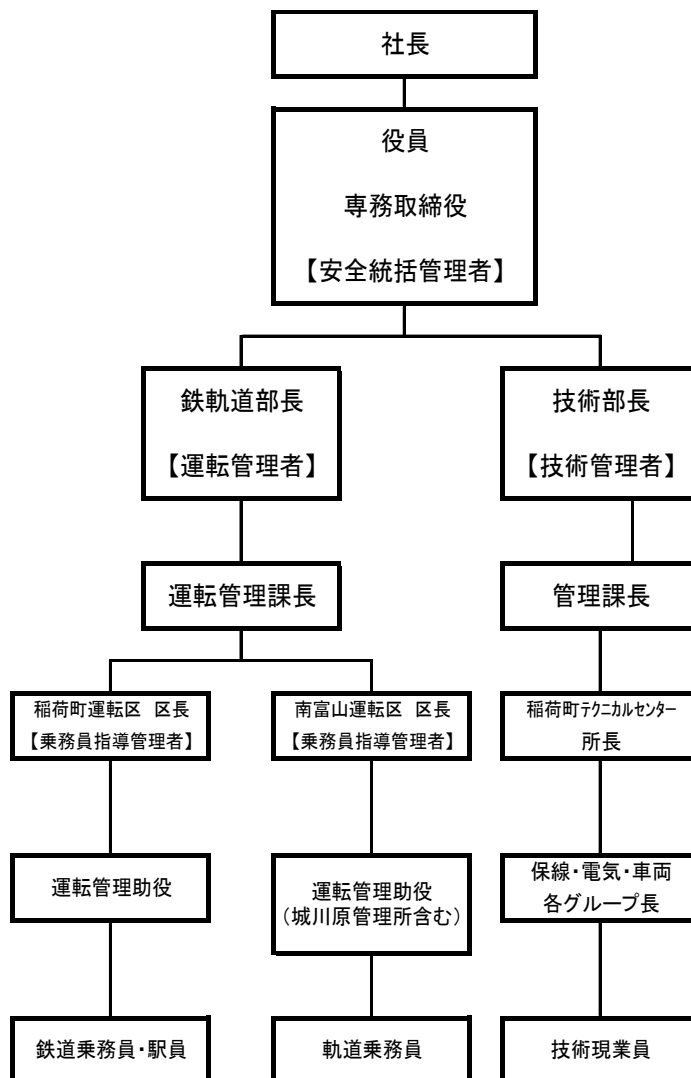 社長
役員
専務取締役
【安全統括管理者】
鉄軌道部長
【運転管理者】
技術部長
【技術管理者】
運転管理課長
管理課長
稲荷町運転区 区長
【乗務員指導管理者】
南富山運転区 区長
【乗務員指導管理者】
稲荷町ﾃｸﾆｶﾙセンター
所長
運転管理助役
運転管理助役
（城川原管理所含む）
保線・電気・車両
各グループ長
鉄道乗務員・駅員
軌道乗務員
技術現業員